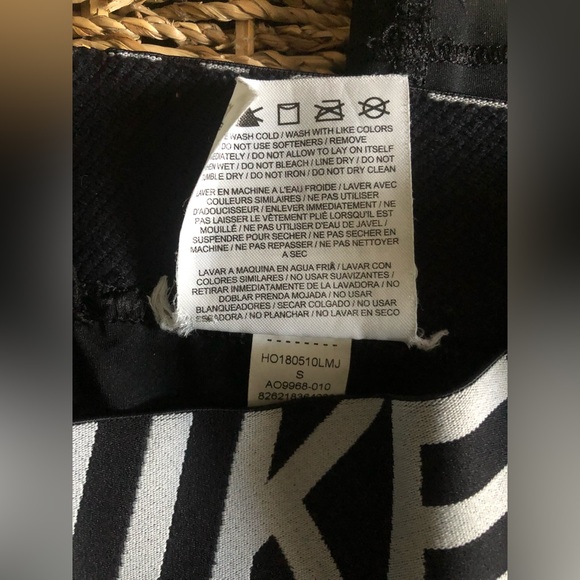 WASH COLD / WASH WITH LIKE COLORS
DO NOT USE SOFTENERS / REMOVE
DO NOT ALLOW TO LAY ON ITSELF
WET / DO NOT BLEACH / LINE DRY / DO NOT
DRY / DO NOT IRON / DO NOT DRY CLEAN
LAVER EN MACHINE A L'EAU FROIDE / LAVER AVEC
COULEURS SIMILAIRES / NE PAS UTILISER
D'ADOUCISSEUR / ENLEVER IMMEDIATEMENT / NE
PAS LAISSER LE VÊTEMENT PLIÉ LORSQU'IL EST
MOUILLÉ / NE PAS UTILISER D'EAU DE JAVEL /
SUSPENDRE POUR SECHER / NE PAS SECHER EN
MACHINE / NE PAS REPASSER / NE PAS NETTOYER
A SEC
LAVAR A MAQUINA EN AGUA FRIA / LAVAR CON
COLORES SIMILARES / NO USAR SUAVIZANTES /
RETIRAR INMEDIATAMENTE DE LA LAVADORA / NO
DOBLAR PRENDA MOJADA / NO USAR
BLANQUEADORES / SECAR COLGADO / NO USAR
NO PLANCHAR / NO LAVAR EN SECO
HO180510LMJ
S
AO9968-010
NIKE